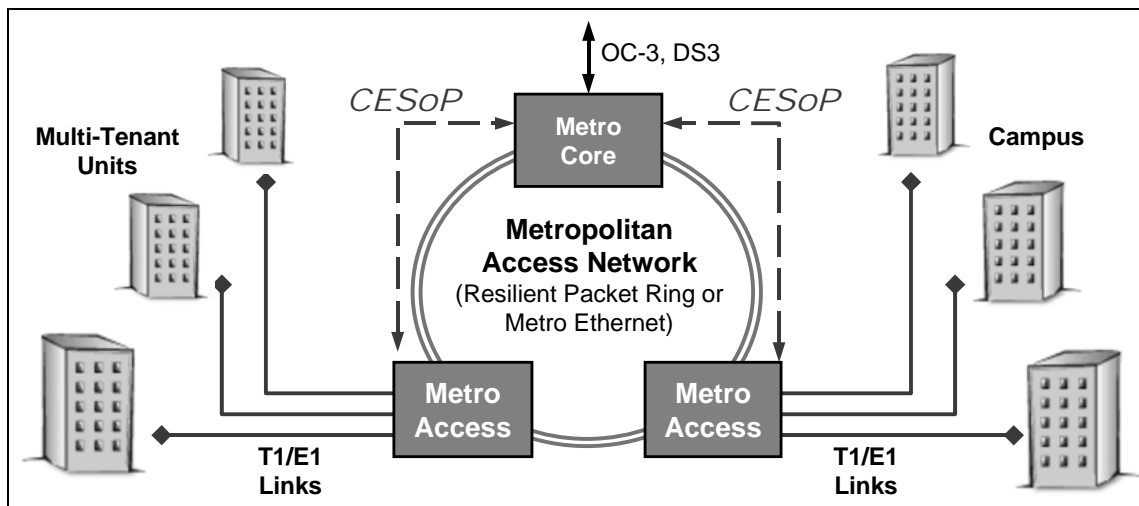 OC-3, DS3
CESoP
CESoP
Metro
Core
Multi-Tenant
Units
Campus
Metropolitan
Access Network
(Resilient Packet Ring or
Metro Ethernet)
Metro
Access
Metro
Access
T1/E1
Links
T1/E1
Links